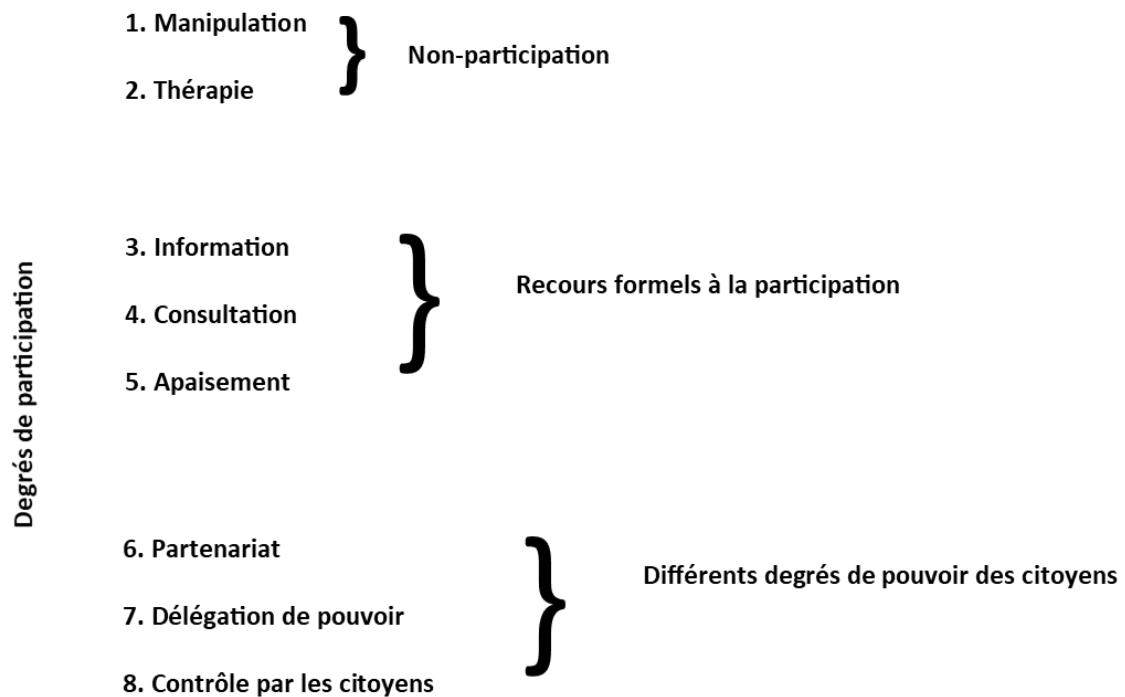 1. Manipulation
Non-participation
2. Thérapie
3. Information
Recours formels à la participation
4. Consultation
5. Apaisement
Degrés de participation
6. Partenariat
Différents degrés de pouvoir des citoyens
7. Délégation de pouvoir
8. Contrôle par les citoyens